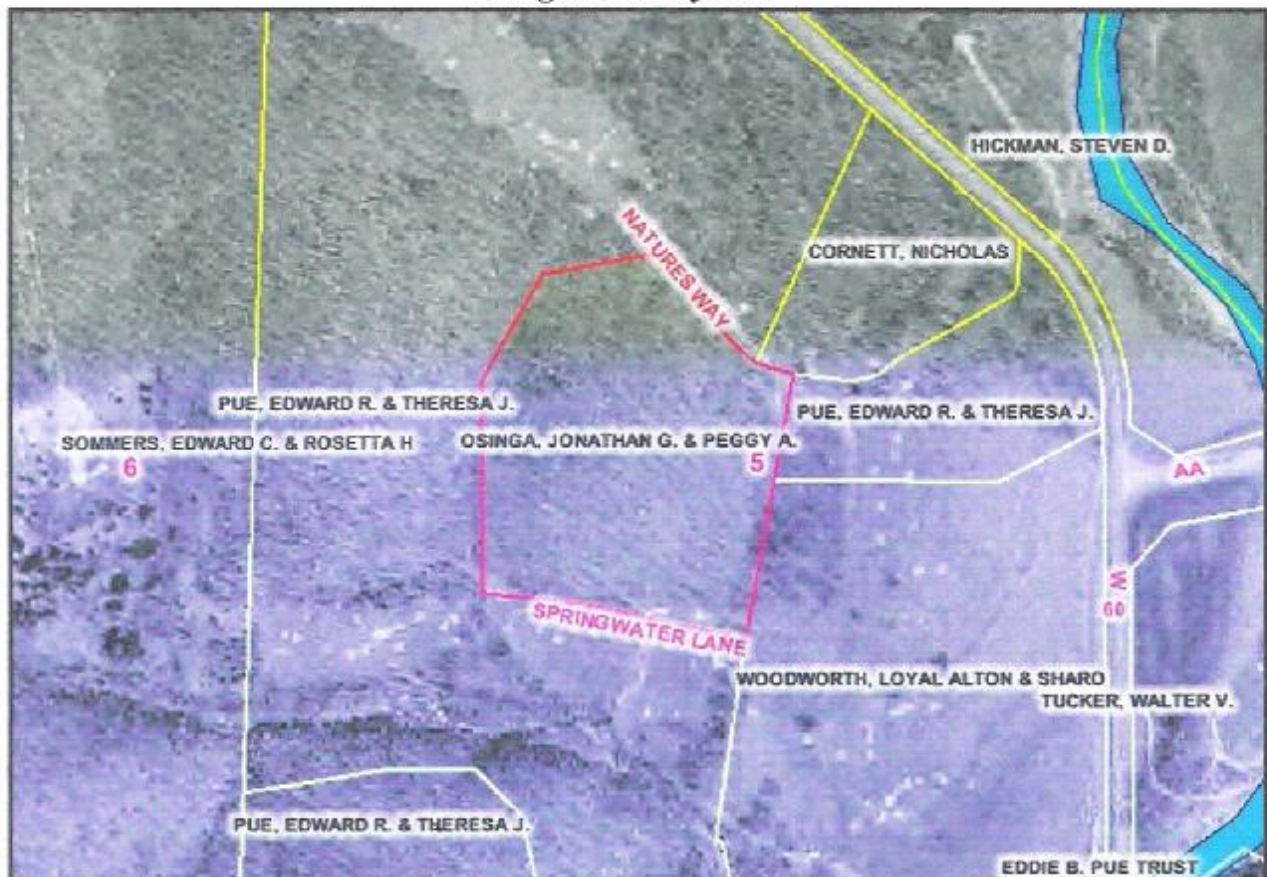 HICKMAN, STEVEN D.
NATURES WAY
CORNETT, NICHOLAS
PUE, EDWARD R. & THERESA J.
PUE, EDWARD R. & THERESA J.
SOMMERS, EDWARD C. & ROSETTA H
OSINGA, JONATHAN G. & PEGGY A.
6
5
AA
W
60
SPRINGWATER LANE
WOODWORTH, LOYAL ALTON & SHARO
TUCKER, WALTER V.
PUE, EDWARD R. & THERESA J.
EDDIE B. PUE TRUST